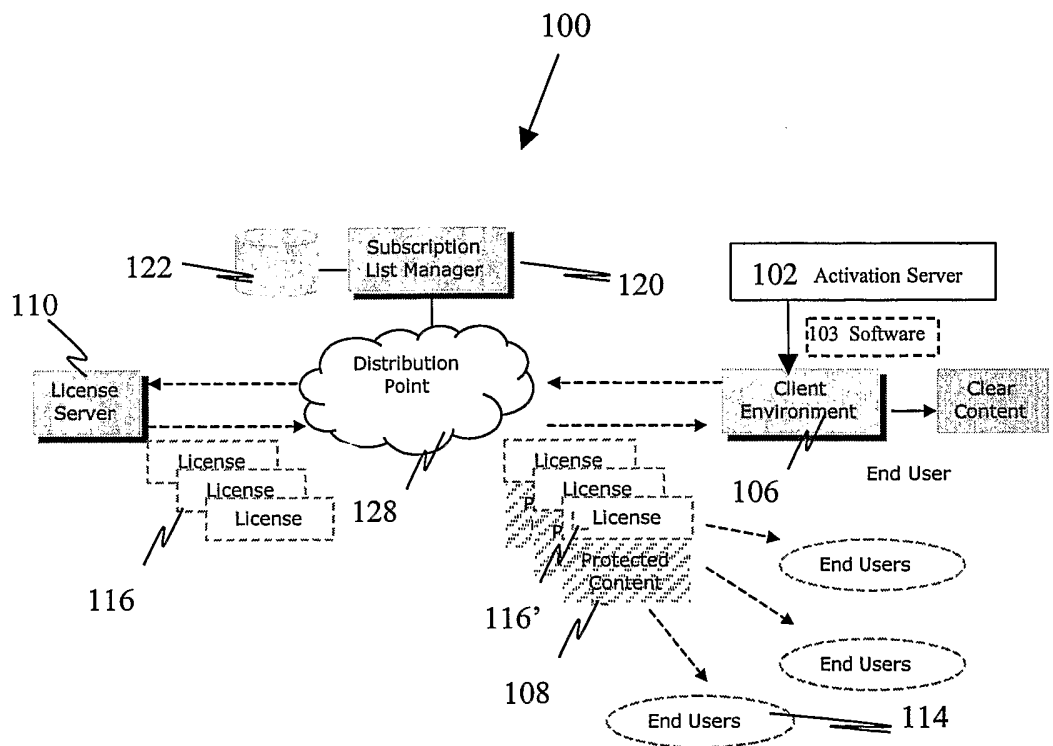 100
122
Subscription
List Manager
120
102 Activation Server
110
103 Software
Distribution
Point
License
Server
Client
Environment
Clear
Content
License
License
License
128
License
License
License
106
End User
P
P
116
Protected
Content
End Users
116’
108
End Users
End Users
114